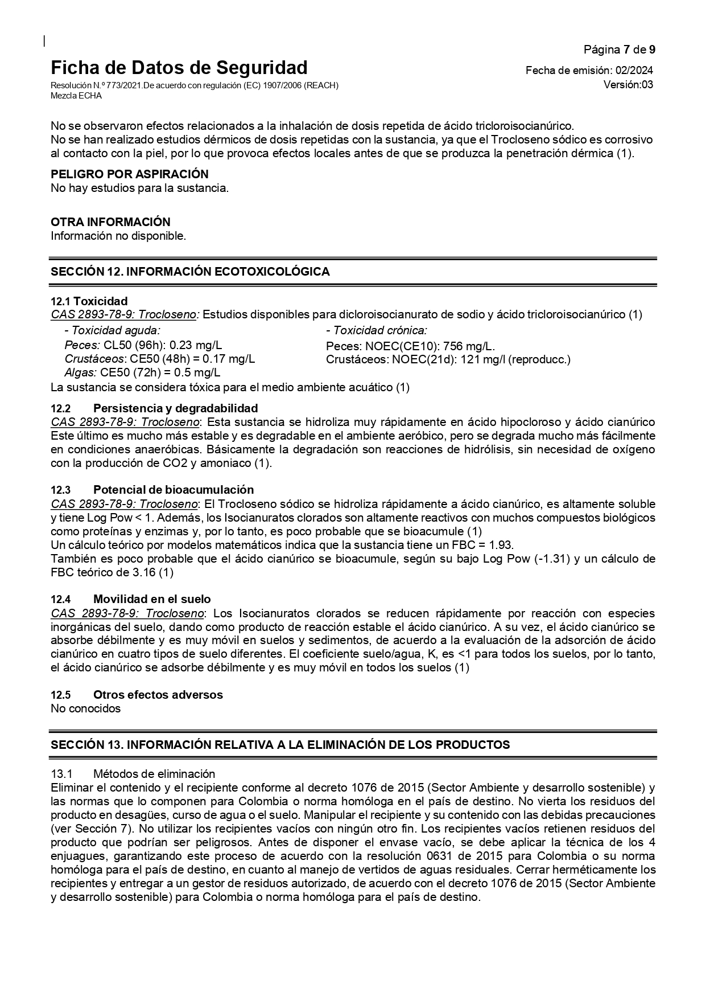 |
Página 7 de 9
Ficha de Datos de Seguridad
Fecha de emisión: 02/2024
Resolución N.º 773/2021.De acuerdo con regulación (EC) 1907/2006 (REACH)
Versión:03
Mezcla ECHA
No se observaron efectos relacionados a la inhalación de dosis repetida de ácido tricloroisocianúrico.
No se han realizado estudios dérmicos de dosis repetidas con la sustancia, ya que el Trocloseno sódico es corrosivo
al contacto con la piel, por lo que provoca efectos locales antes de que se produzca la penetración dérmica (1).
PELIGRO POR ASPIRACIÓN
No hay estudios para la sustancia.
OTRA INFORMACIÓN
Información no disponible.
SECCIÓN 12. INFORMACIÓN ECOTOXICOLÓGICA
12.1 Toxicidad
CAS 2893-78-9: Trocloseno: Estudios disponibles para dicloroisocianurato de sodio y ácido tricloroisocianúrico (1)
- Toxicidad aguda:
Peces: CL50 (96h): 0.23 mg/L
Crustáceos: CE50 (48h) = 0.17 mg/L
Algas: CE50 (72h) = 0.5 mg/L
- Toxicidad crónica:
Peces: NOEC(CE10): 756 mg/L.
Crustáceos: NOEC(21d): 121 mg/l (reproducc.)
La sustancia se considera tóxica para el medio ambiente acuático (1)
12.2 Persistencia y degradabilidad
CAS 2893-78-9: Trocloseno: Esta sustancia se hidroliza muy rápidamente en ácido hipocloroso y ácido cianúrico
Este último es mucho más estable y es degradable en el ambiente aeróbico, pero se degrada mucho más fácilmente
en condiciones anaeróbicas. Básicamente la degradación son reacciones de hidrólisis, sin necesidad de oxígeno
con la producción de CO2 y amoniaco (1).
12.3 Potencial de bioacumulación
CAS 2893-78-9: Trocloseno: El Trocloseno sódico se hidroliza rápidamente a ácido cianúrico, es altamente soluble
y tiene Log Pow < 1. Además, los Isocianuratos clorados son altamente reactivos con muchos compuestos biológicos
como proteínas y enzimas y, por lo tanto, es poco probable que se bioacumule (1)
Un cálculo teórico por modelos matemáticos indica que la sustancia tiene un FBC = 1.93.
También es poco probable que el ácido cianúrico se bioacumule, según su bajo Log Pow (-1.31) y un cálculo de
FBC teórico de 3.16 (1)
12.4 Movilidad en el suelo
CAS 2893-78-9: Trocloseno: Los Isocianuratos clorados se reducen rápidamente por reacción con especies
inorgánicas del suelo, dando como producto de reacción estable el ácido cianúrico. A su vez, el ácido cianúrico se
absorbe débilmente y es muy móvil en suelos y sedimentos, de acuerdo a la evaluación de la adsorción de ácido
cianúrico en cuatro tipos de suelo diferentes. El coeficiente suelo/agua, K, es <1 para todos los suelos, por lo tanto,
el ácido cianúrico se adsorbe débilmente y es muy móvil en todos los suelos (1)
12.5 Otros efectos adversos
No conocidos
SECCIÓN 13. INFORMACIÓN RELATIVA A LA ELIMINACIÓN DE LOS PRODUCTOS
13.1 Métodos de eliminación
Eliminar el contenido y el recipiente conforme al decreto 1076 de 2015 (Sector Ambiente y desarrollo sostenible) y
las normas que lo componen para Colombia o norma homóloga en el país de destino. No vierta los residuos del
producto en desagües, curso de agua o el suelo. Manipular el recipiente y su contenido con las debidas precauciones
(ver Sección 7). No utilizar los recipientes vacíos con ningún otro fin. Los recipientes vacíos retienen residuos del
producto que podrían ser peligrosos. Antes de disponer el envase vacío, se debe aplicar la técnica de los 4
enjuagues, garantizando este proceso de acuerdo con la resolución 0631 de 2015 para Colombia o su norma
homóloga para el país de destino, en cuanto al manejo de vertidos de aguas residuales. Cerrar herméticamente los
recipientes y entregar a un gestor de residuos autorizado, de acuerdo con el decreto 1076 de 2015 (Sector Ambiente
y desarrollo sostenible) para Colombia o norma homóloga para el país de destino.